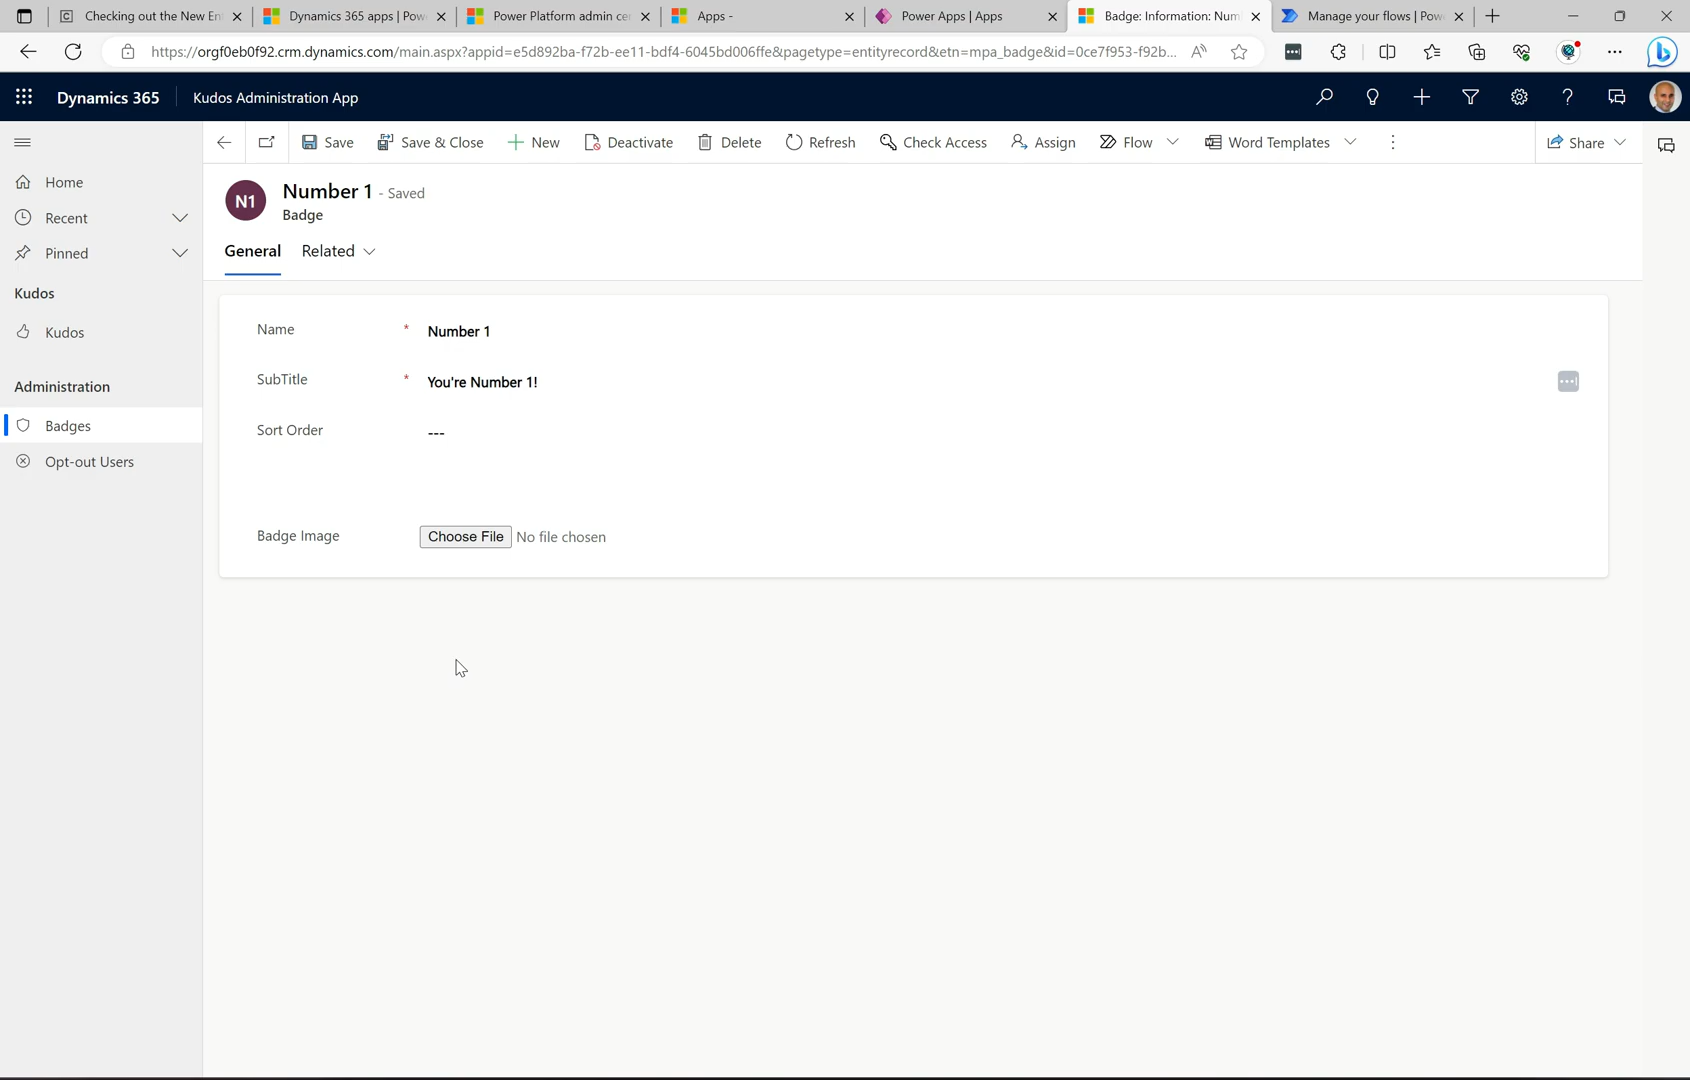 Checking out the New En
Dynamics 365 apps | Pow
Power Platform admin ce
Apps -
Power Apps | Apps
Badge: Information: Num
Manage your flows | Pow
https://orgf0eb0f92.crm.dynamics.com/main.aspx?appid=e5d892ba-f72b-ee11-bdf4-6045bd006ffe&pagetype=entityrecord&etn=mpa_badge&id=0ce7f953-f92b...
Dynamics 365
Kudos Administration App
Save
Save & Close
New
Deactivate
Delete
Refresh
Check Access
Assign
Flow
Word Templates
Share
Home
Recent
Pinned
Kudos
Kudos
Administration
Badges
Opt-out Users
N1
Number 1 - Saved
Badge
General
Related
Name * Number 1
SubTitle * You're Number 1!
Sort Order ---
Badge Image Choose File No file chosen